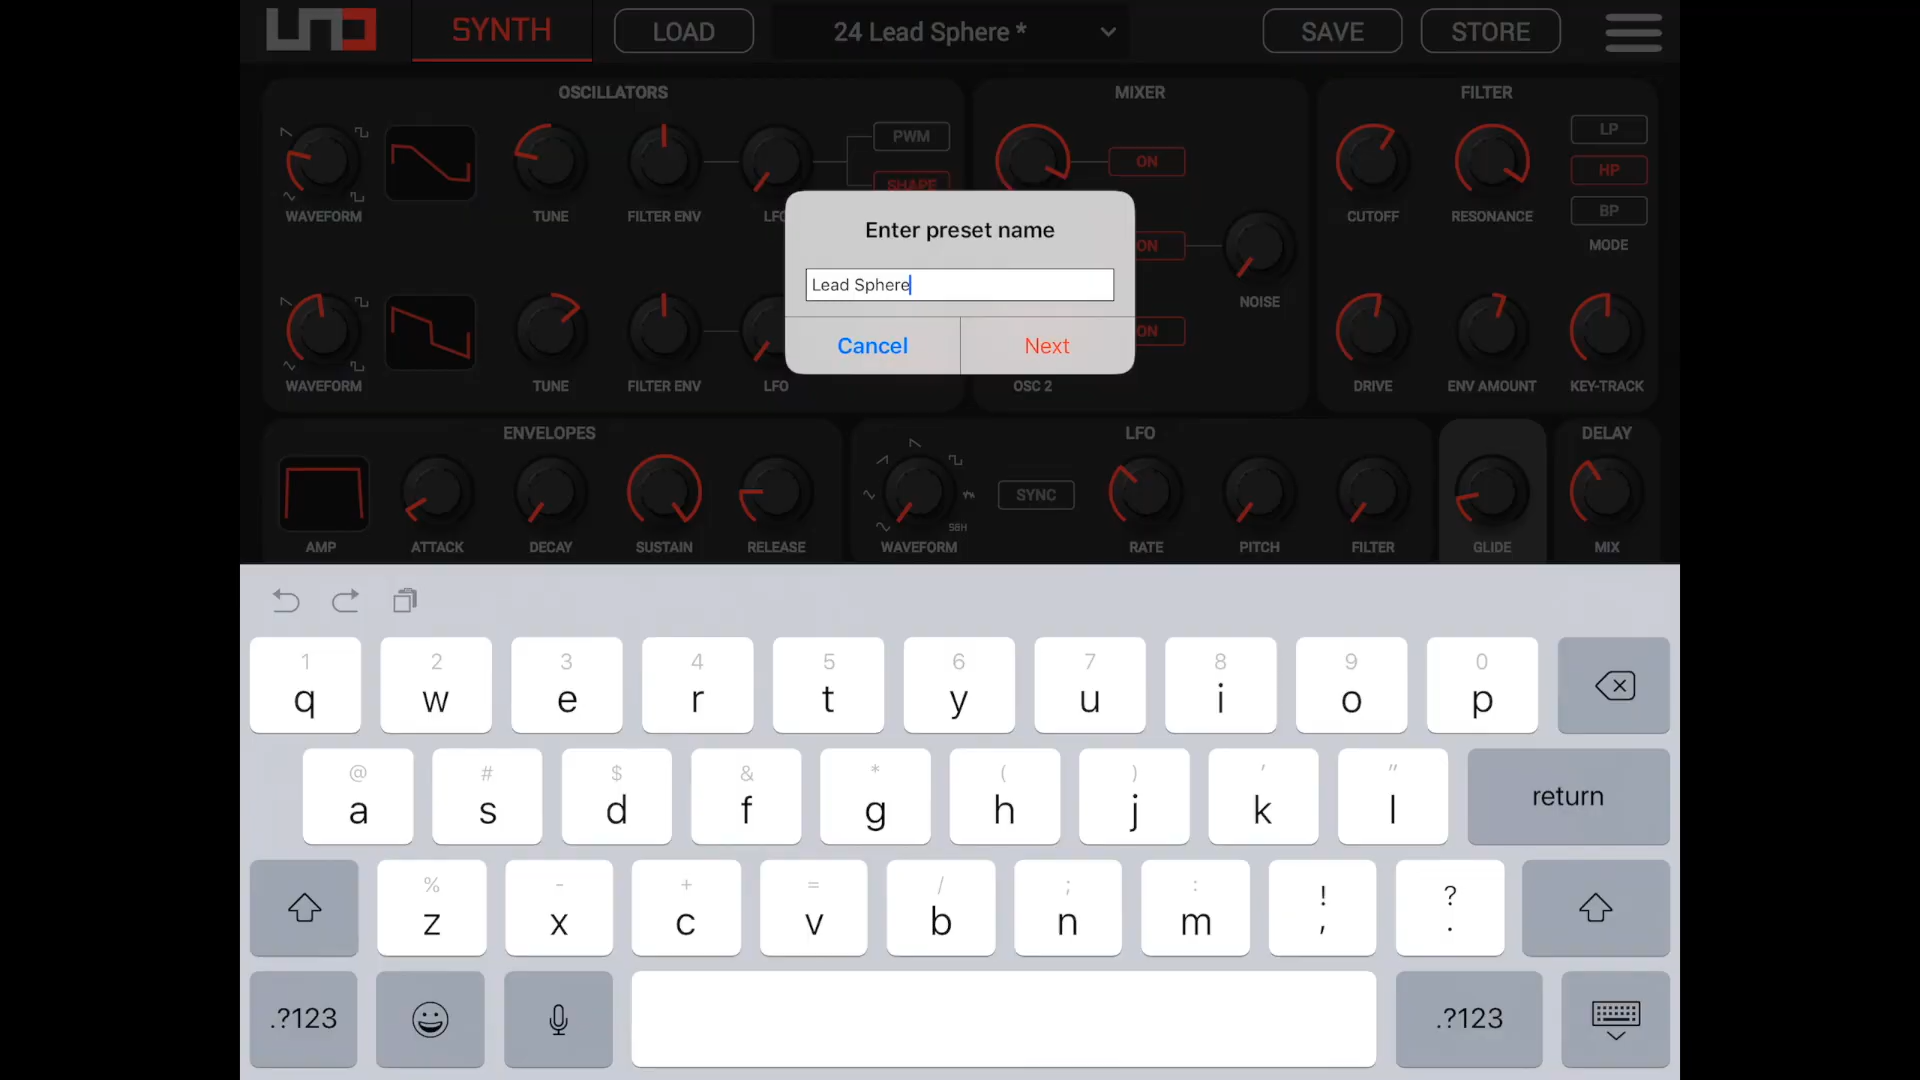 UNO SYNTH LOAD 24 Lead Sphere * SAVE STORE
OSCILLATORS MIXER FILTER
PWM LP
ON
HP
SHAPE
BP
WAVEFORM TUNE FILTER ENV LFO CUTOFF RESONANCE
Enter preset name
MODE
ON
Lead Sphere
NOISE
ON
Cancel Next
WAVEFORM TUNE FILTER ENV LFO OSC 2 DRIVE ENV AMOUNT KEY-TRACK
ENVELOPES LFO DELAY
SYNC
S&H
AMP ATTACK DECAY SUSTAIN RELEASE WAVEFORM RATE PITCH FILTER GLIDE MIX
1 2 3 4 5 6 7 8 9 0
q w e r t y u i o p
@ # $ & * ( ) ' "
a s d f g h j k l return
% - + = / ; : ! ?
z x c v b n m , .
.?123 .?123